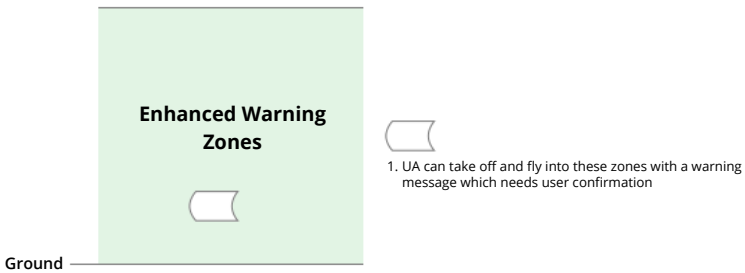 Enhanced Warning
Zones
1. UA can take off and fly into these zones with a warning
message which needs user confirmation
Ground